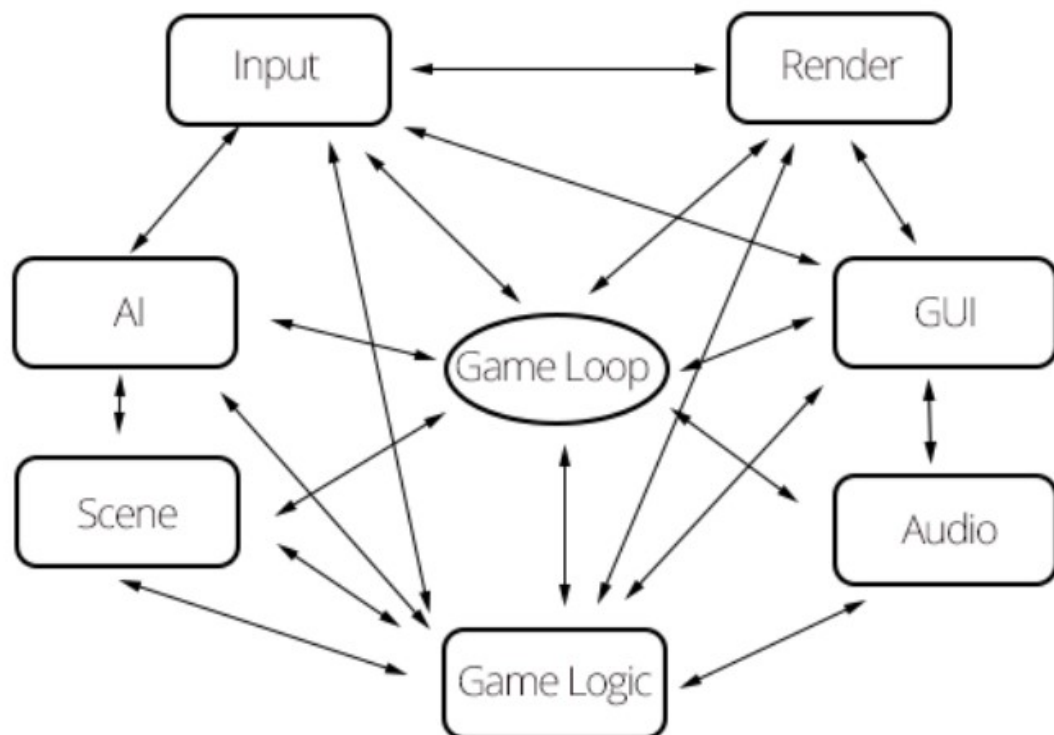 Input
Render
AI
GUI
Game Loop
Scene
Audio
Game Logic